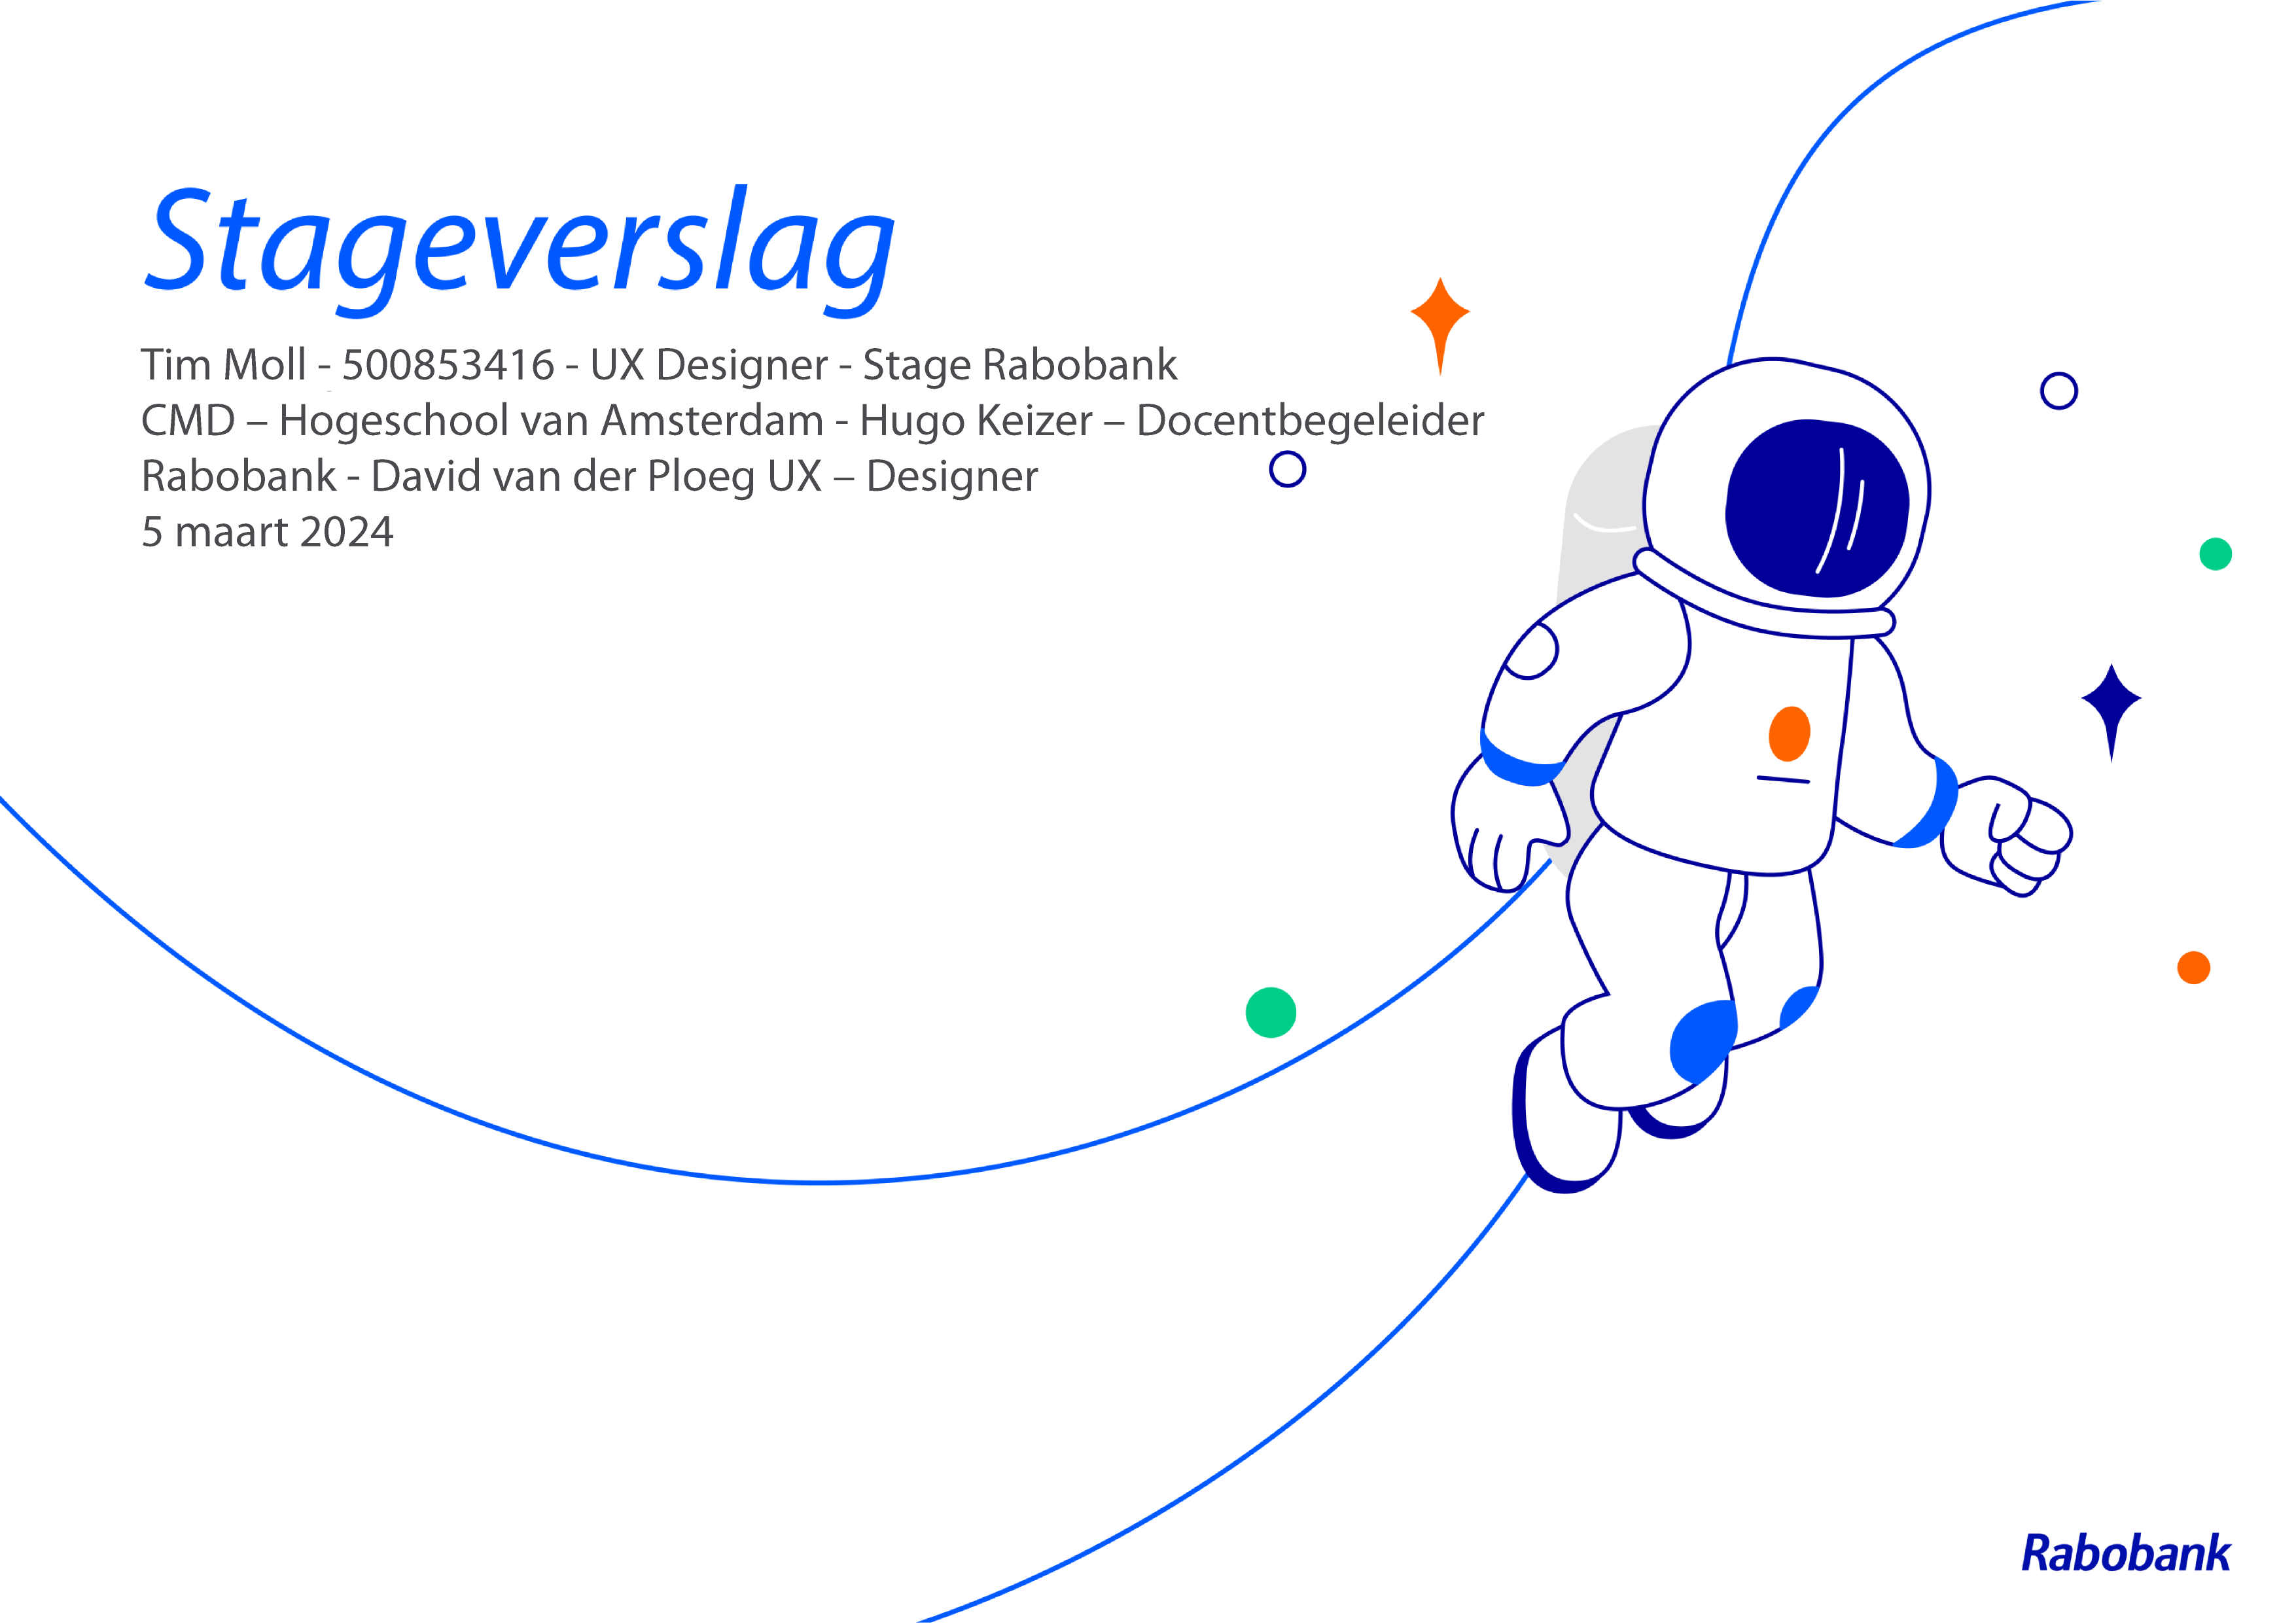 Stageverslag
Tim Moll - 500853416 - UX Designer - Stage Rabobank
CMD – Hogeschool van Amsterdam - Hugo Keizer – Docentbegeleider
Rabobank - David van der Ploeg UX – Designer
5 maart 2024
Rabobank